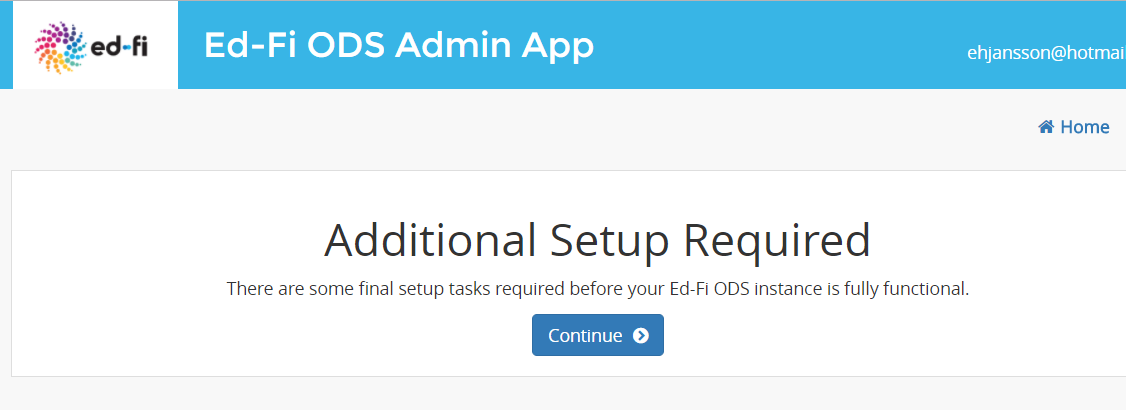 ed-fi
Ed-Fi ODS Admin App
ehjansson@hotmai
Home
Additional Setup Required
There are some final setup tasks required before your Ed-Fi ODS instance is fully functional.
Continue